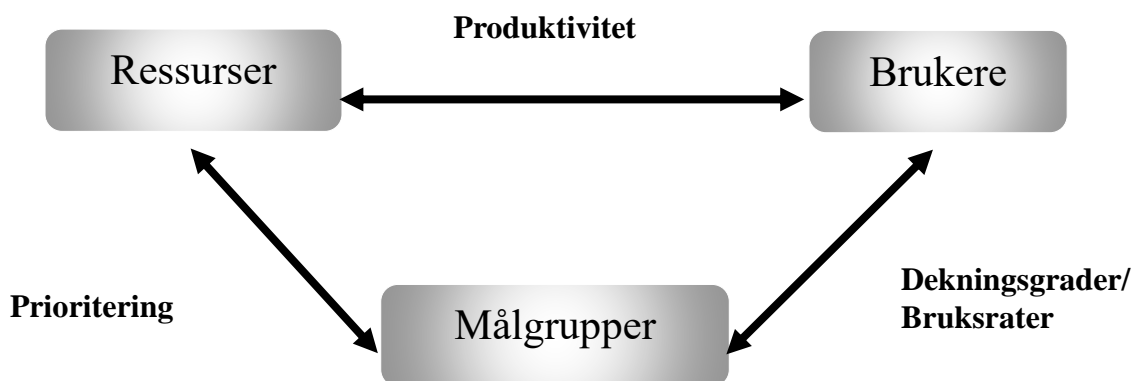 Produktivitet
Ressurser
Brukere
Prioritering
Dekningsgrader/
Bruksrater
Målgrupper